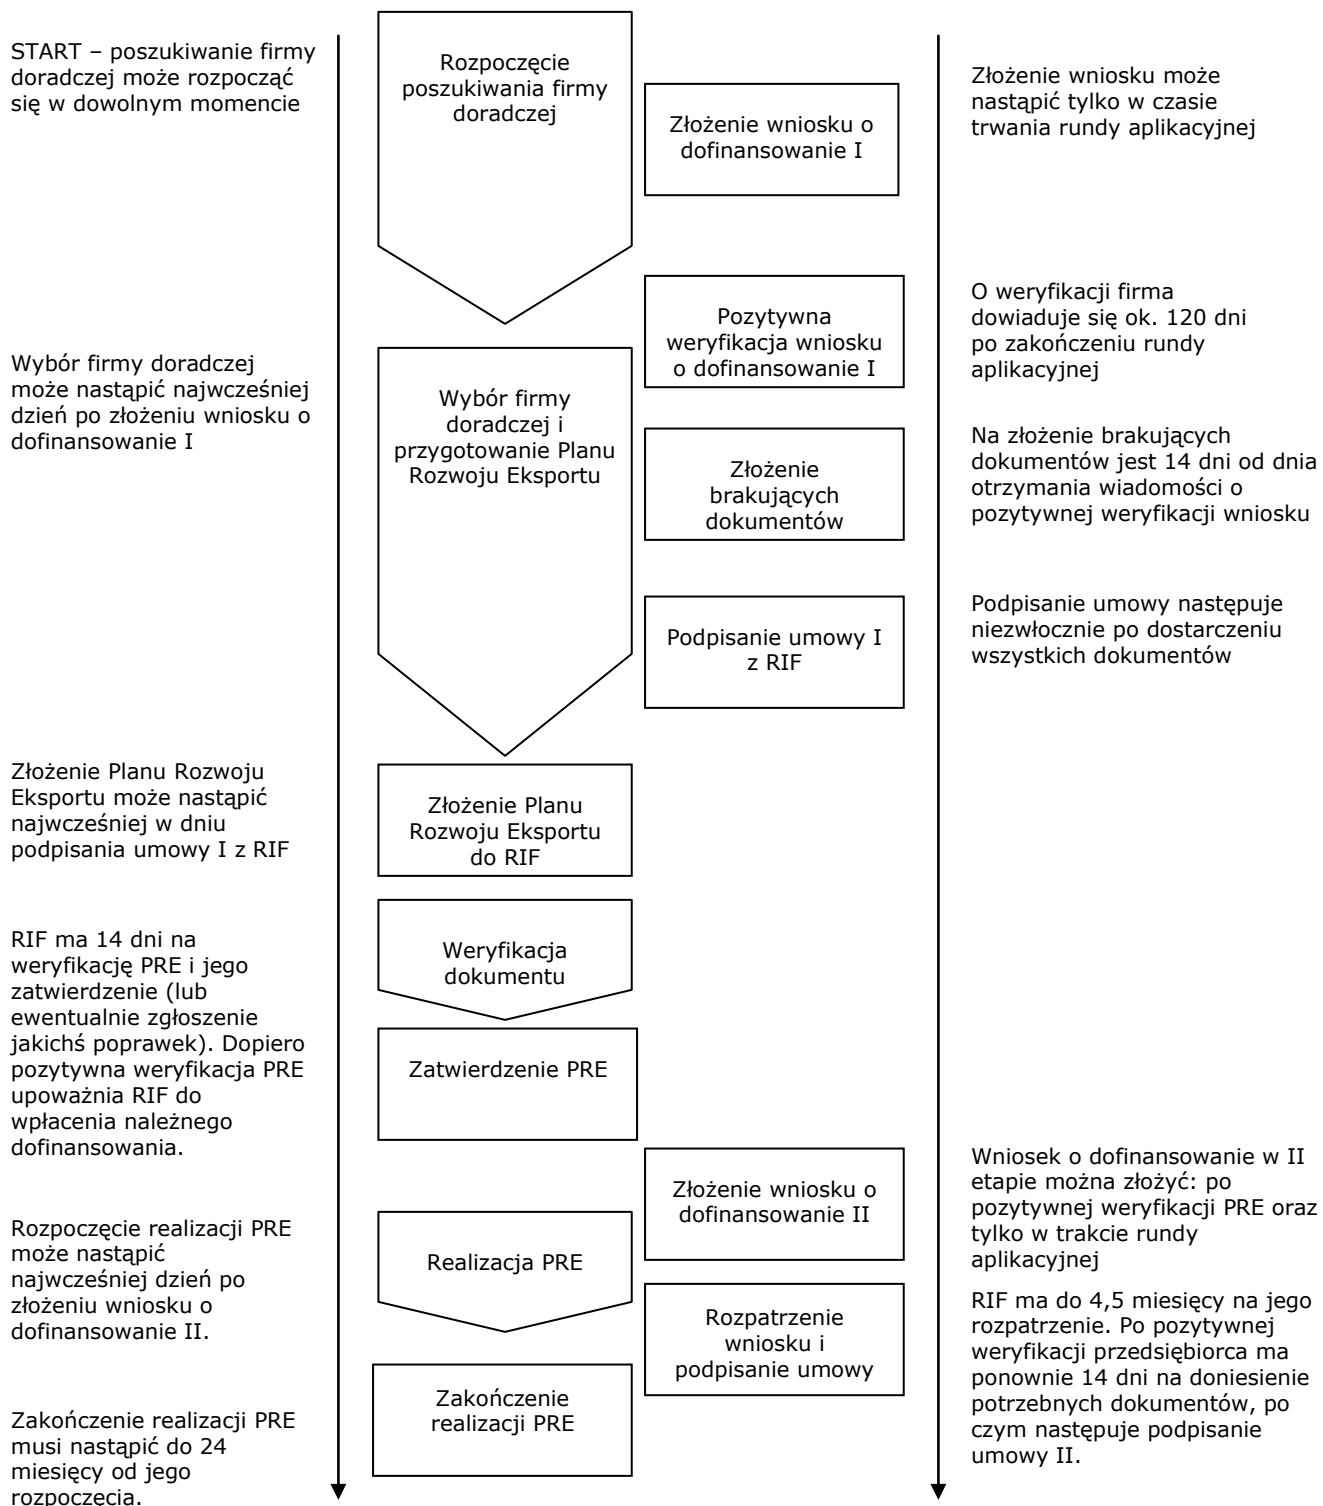 START – poszukiwanie firmy
doradczej może rozpocząć
się w dowolnym momencie
Rozpoczęcie
poszukiwania firmy
doradczej
Złożenie wniosku o
dofinansowanie I
Złożenie wniosku może
nastąpić tylko w czasie
trwania rundy aplikacyjnej
Pozytywna
weryfikacja wniosku
o dofinansowanie I
O weryfikacji firma
dowiaduje się ok. 120 dni
po zakończeniu rundy
aplikacyjnej
Wybór firmy doradczej
może nastąpić najwcześniej
dzień po złożeniu wniosku o
dofinansowanie I
Wybór firmy
doradczej i
przygotowanie Planu
Rozwoju Eksportu
Złożenie
brakujących
dokumentów
Na złożenie brakujących
dokumentów jest 14 dni od dnia
otrzymania wiadomości o
pozytywnej weryfikacji wniosku
Podpisanie umowy I
z RIF
Podpisanie umowy następuje
niezwłocznie po dostarczeniu
wszystkich dokumentów
Złożenie Planu Rozwoju
Eksportu może nastąpić
najwcześniej w dniu
podpisania umowy I z RIF
Złożenie Planu
Rozwoju Eksportu
do RIF
RIF ma 14 dni na
weryfikację PRE i jego
zatwierdzenie (lub
ewentualnie zgłoszenie
jakichś poprawek). Dopiero
pozytywna weryfikacja PRE
upoważnia RIF do
wpłacenia należnego
dofinansowania.
Weryfikacja
dokumentu
Zatwierdzenie PRE
Złożenie wniosku o
dofinansowanie II
Wniosek o dofinansowanie w II
etapie można złożyć: po
pozytywnej weryfikacji PRE oraz
tylko w trakcie rundy
aplikacyjnej
Rozpoczęcie realizacji PRE
może nastąpić
najwcześniej dzień po
złożeniu wniosku o
dofinansowanie II.
Realizacja PRE
Rozpatrzenie
wniosku i
podpisanie umowy
RIF ma do 4,5 miesięcy na jego
rozpatrzenie. Po pozytywnej
weryfikacji przedsiębiorca ma
ponownie 14 dni na doniesienie
potrzebnych dokumentów, po
czym następuje podpisanie
umowy II.
Zakończenie
realizacji PRE
Zakończenie realizacji PRE
musi nastąpić do 24
miesięcy od jego
rozpoczęcia.